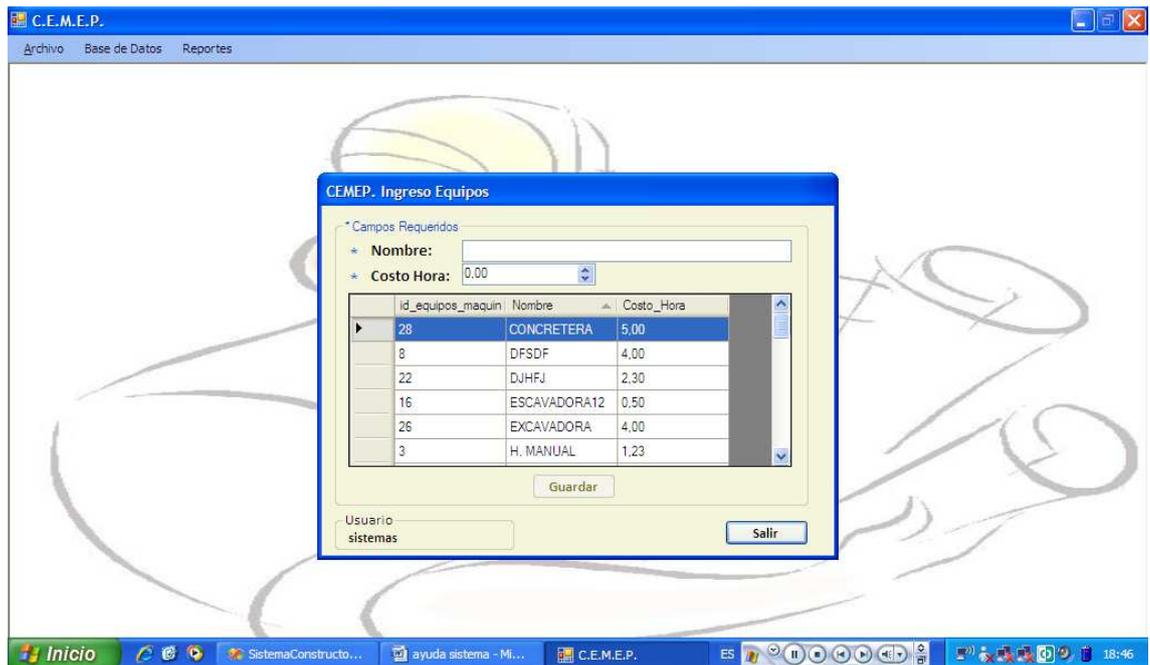 C.E.M.E.P.
Archivo Base de Datos Reportes
CEMEP. Ingreso Equipos
* Campos Requeridos
* Nombre:
* Costo Hora: 0,00
id_equipos_maquin Nombre Costo_Hora
28 CONCRETERA 5,00
8 DFSDF 4,00
22 DJHFJ 2,30
16 ESCAVADORA12 0,50
26 EXCAVADORA 4,00
3 H. MANUAL 1,23
Guardar
Usuario
sistemas
Salir
Inicio SistemaConstructo... ayuda sistema - Mi... C.E.M.E.P. ES 18:46